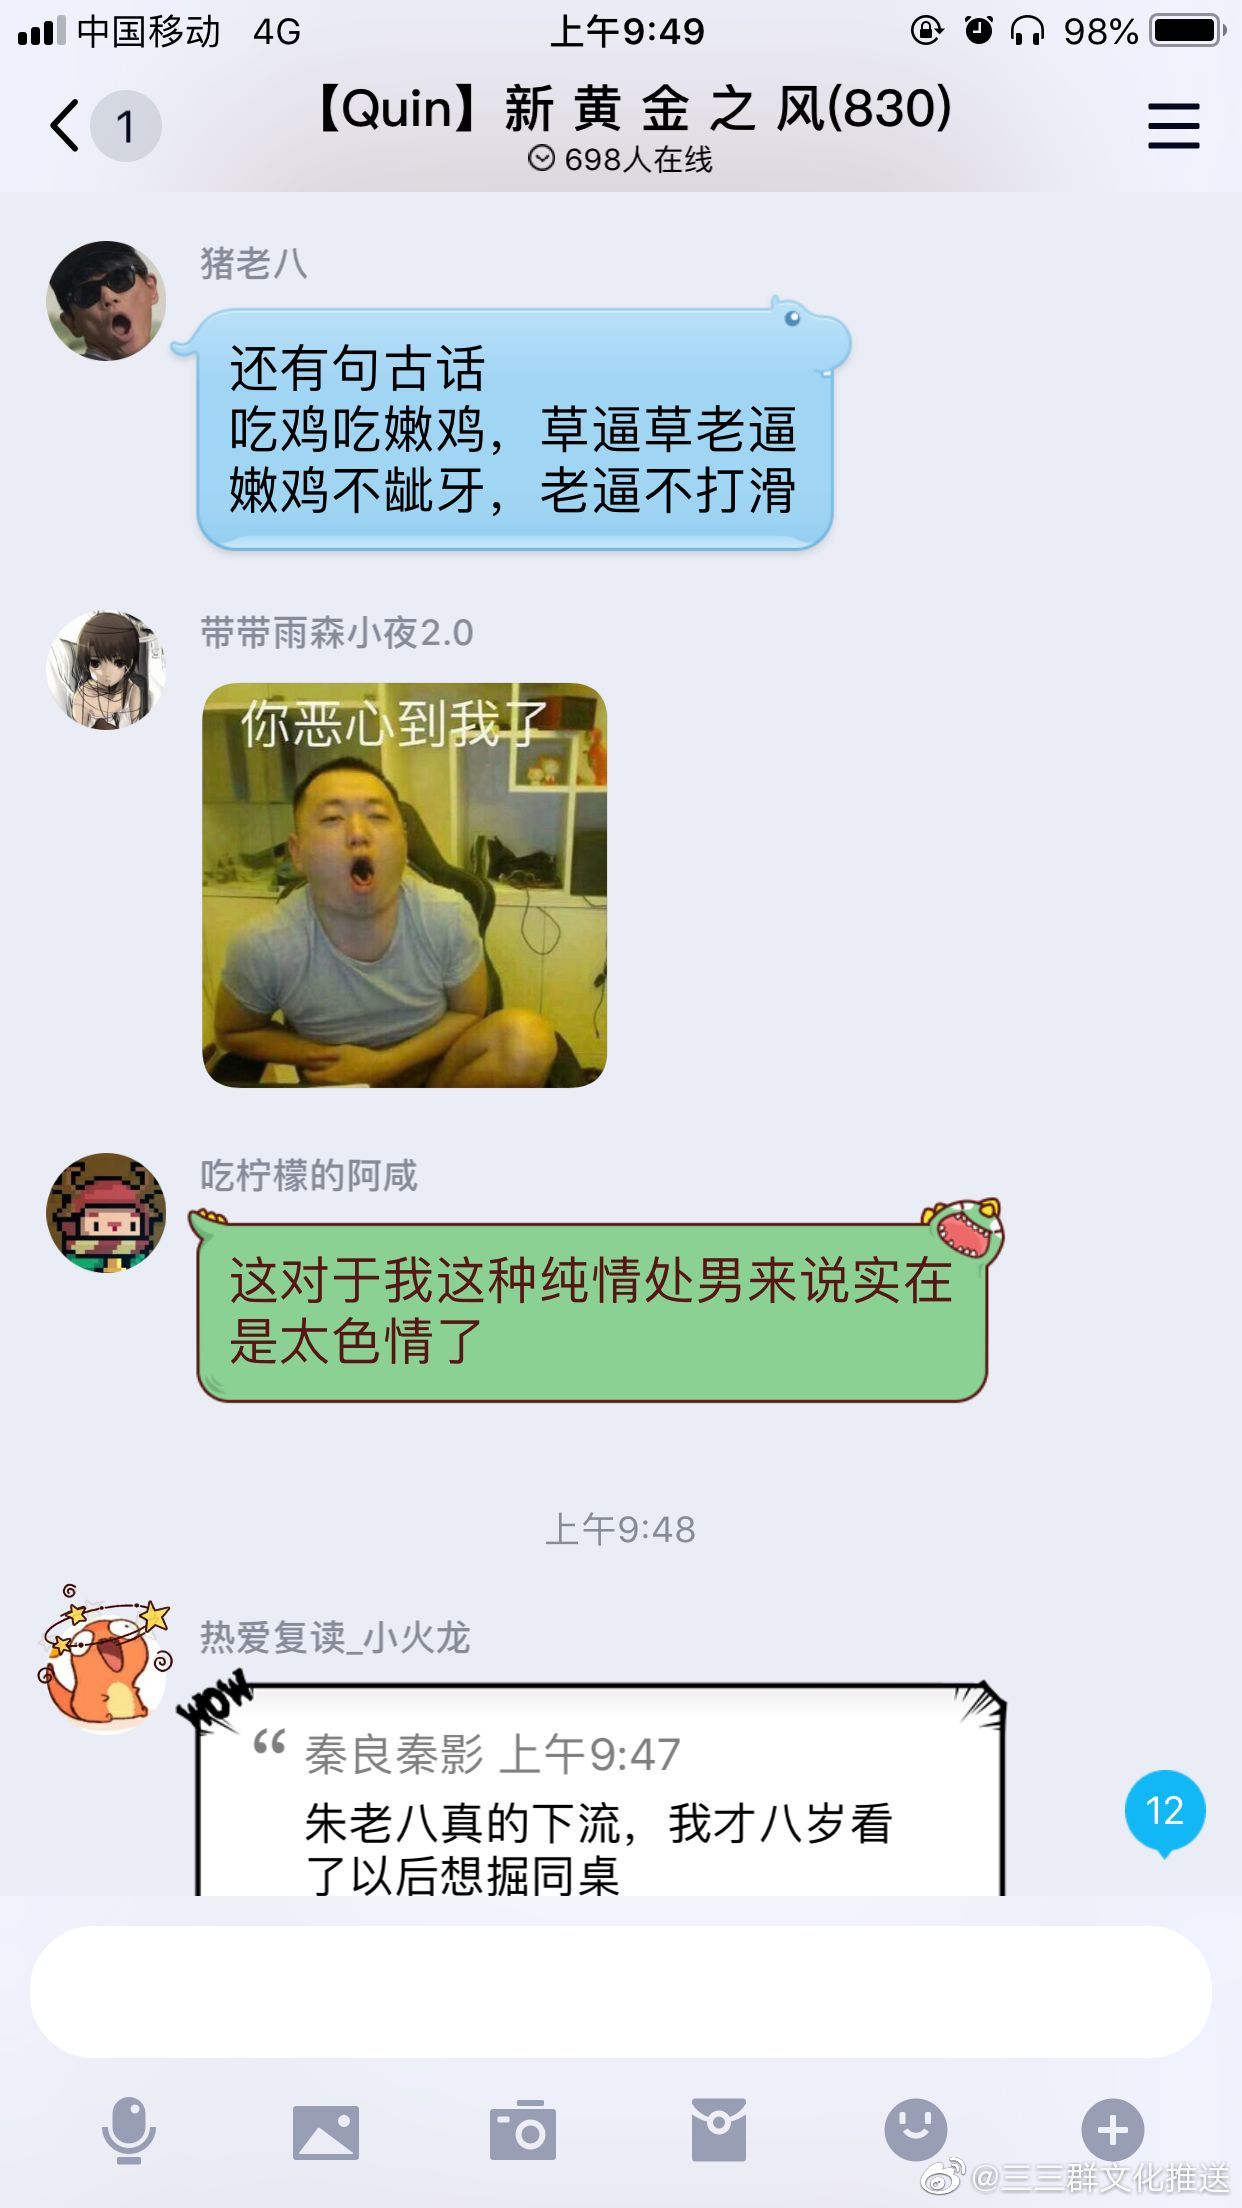 中国移动 4G 上午9:49 98%
1 【Quin】新 黄 金 之 风(830)
698人在线
猪老八
还有句古话
吃鸡吃嫩鸡，草逼草老逼
嫩鸡不龇牙，老逼不打滑
带带雨森小夜2.0
你恶心到我了
吃柠檬的阿咸
这对于我这种纯情处男来说实在
是太色情了
上午9:48
热爱复读_小火龙
WOW
“ 秦良秦影 上午9:47
朱老八真的下流，我才八岁看
了以后想掘同桌
12
@三三群文化推送